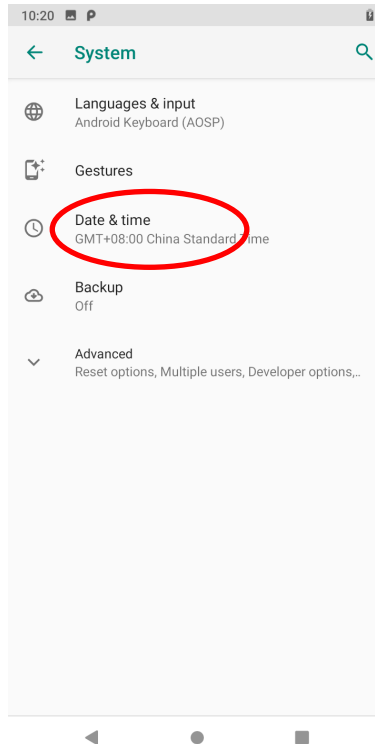 10:20
System
Languages & input
Android Keyboard (AOSP)
Gestures
Date & time
GMT+08:00 China Standard Time
Backup
Off
Advanced
Reset options, Multiple users, Developer options,..